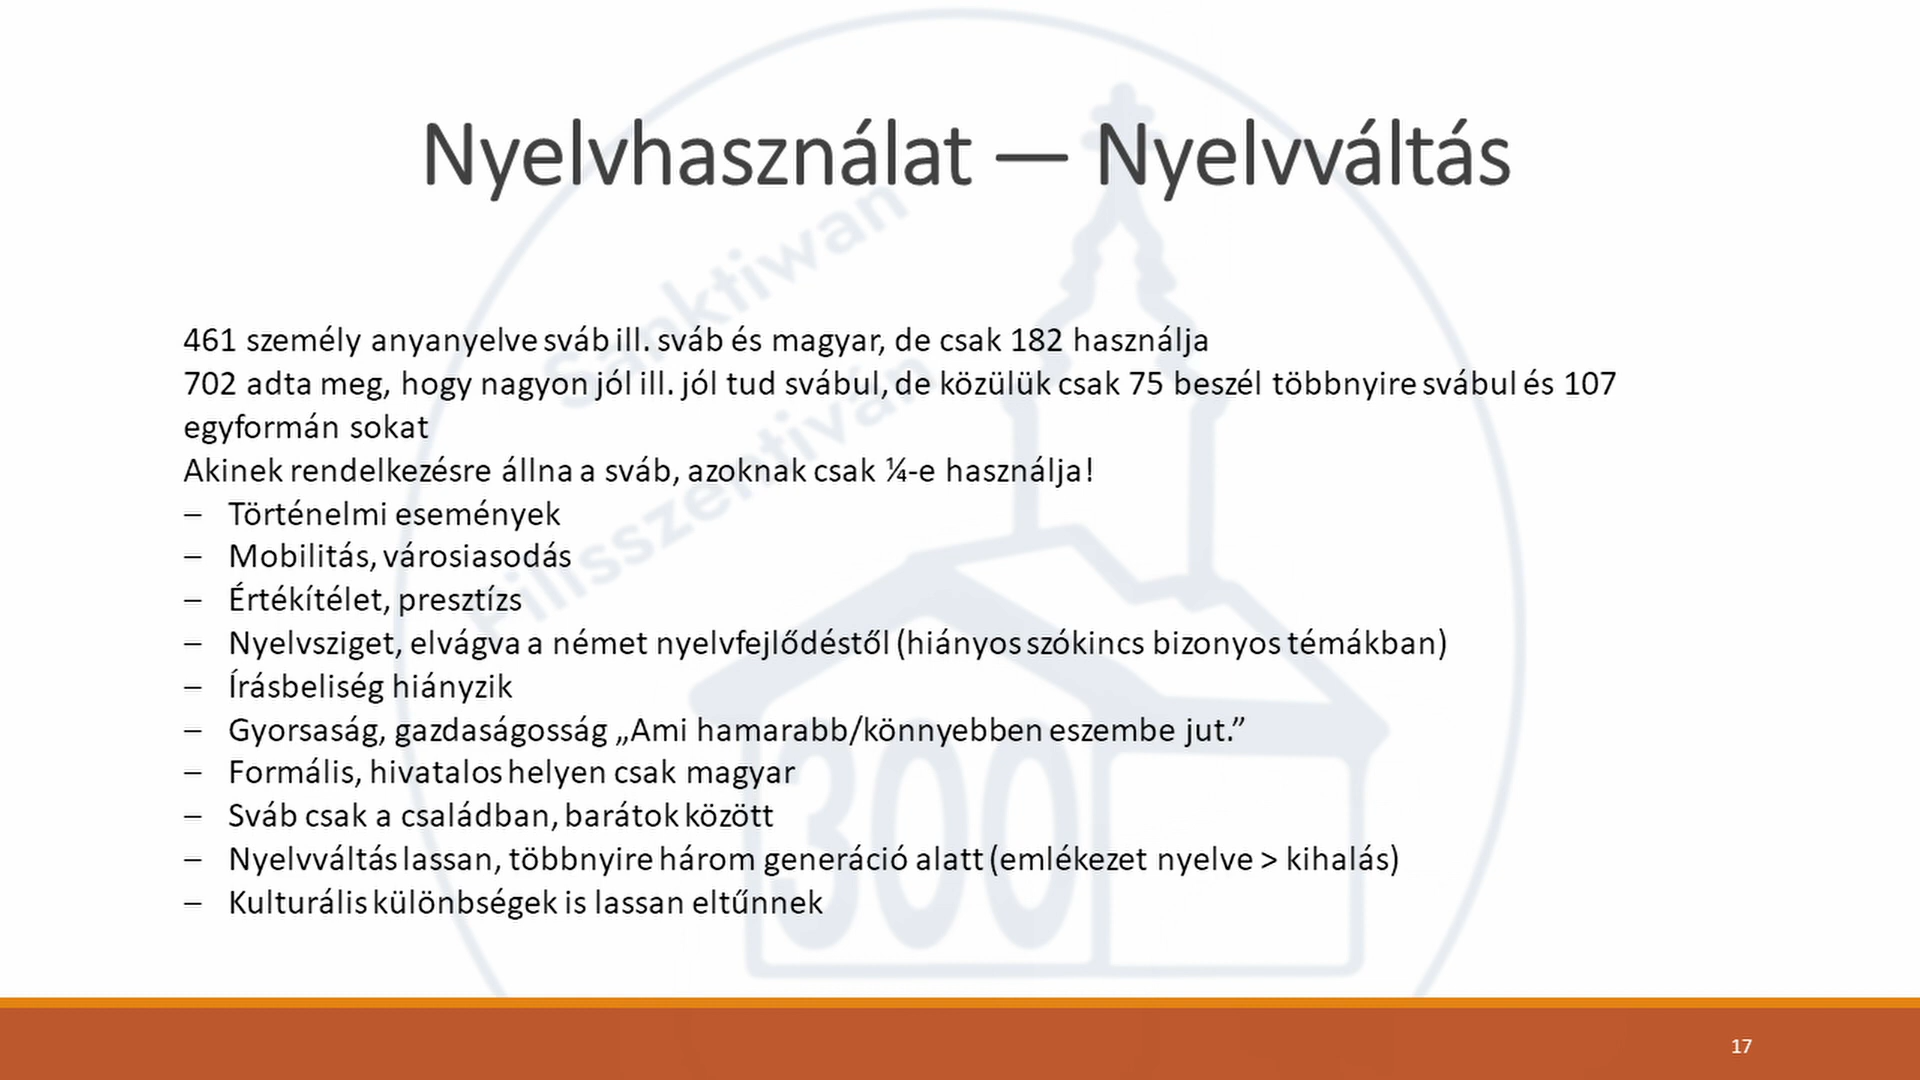 Nyelvhasználat — Nyelvváltás
Sanktiwan
Pilisszentiván
461 személy anyanyelve sváb ill. sváb és magyar, de csak 182 használja
702 adta meg, hogy nagyon jól ill. jól tud svábul, de közülük csak 75 beszél többnyire svábul és 107
egyformán sokat
Akinek rendelkezésre állna a sváb, azoknak csak ¼-e használja!
– Történelmi események
– Mobilitás, városiasodás
– Értékítélet, presztízs
– Nyelvsziget, elvágva a német nyelvfejlődéstől (hiányos szókincs bizonyos témákban)
– Írásbeliség hiányzik
– Gyorsaság, gazdaságosság „Ami hamarabb/könnyebben eszembe jut.”
– Formális, hivatalos helyen csak magyar
– Sváb csak a családban, barátok között
– Nyelvváltás lassan, többnyire három generáció alatt (emlékezet nyelve > kihalás)
– Kulturális különbségek is lassan eltűnnek
300
17